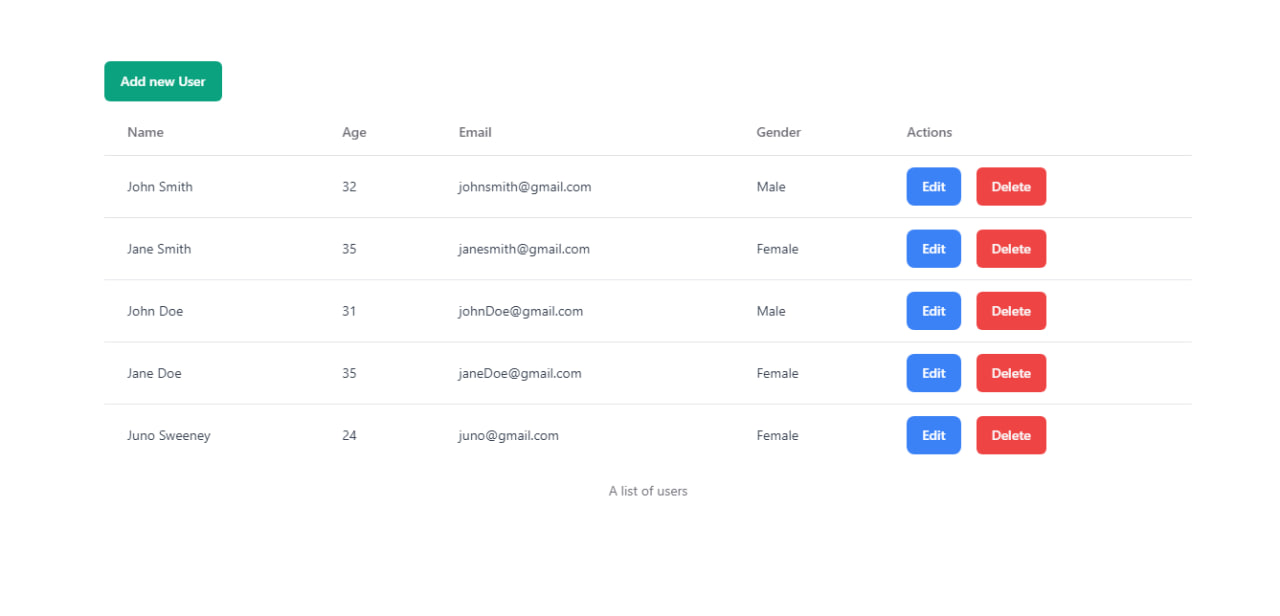 Add new User
Name Age Email Gender Actions
John Smith 32 johnsmith@gmail.com Male Edit Delete
Jane Smith 35 janesmith@gmail.com Female Edit Delete
John Doe 31 johnDoe@gmail.com Male Edit Delete
Jane Doe 35 janeDoe@gmail.com Female Edit Delete
Juno Sweeney 24 juno@gmail.com Female Edit Delete
A list of users